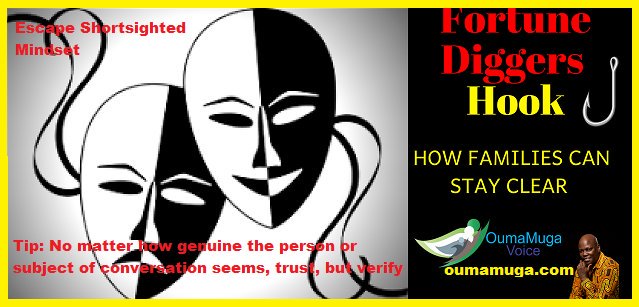 Escape Shortsighted
Mindset
Tip: No matter how genuine the person or
subject of conversation seems, trust, but verify
Fortune
Diggers
Hook
HOW FAMILIES CAN
STAY CLEAR
OumaMuga
Voice
oumamuga.com